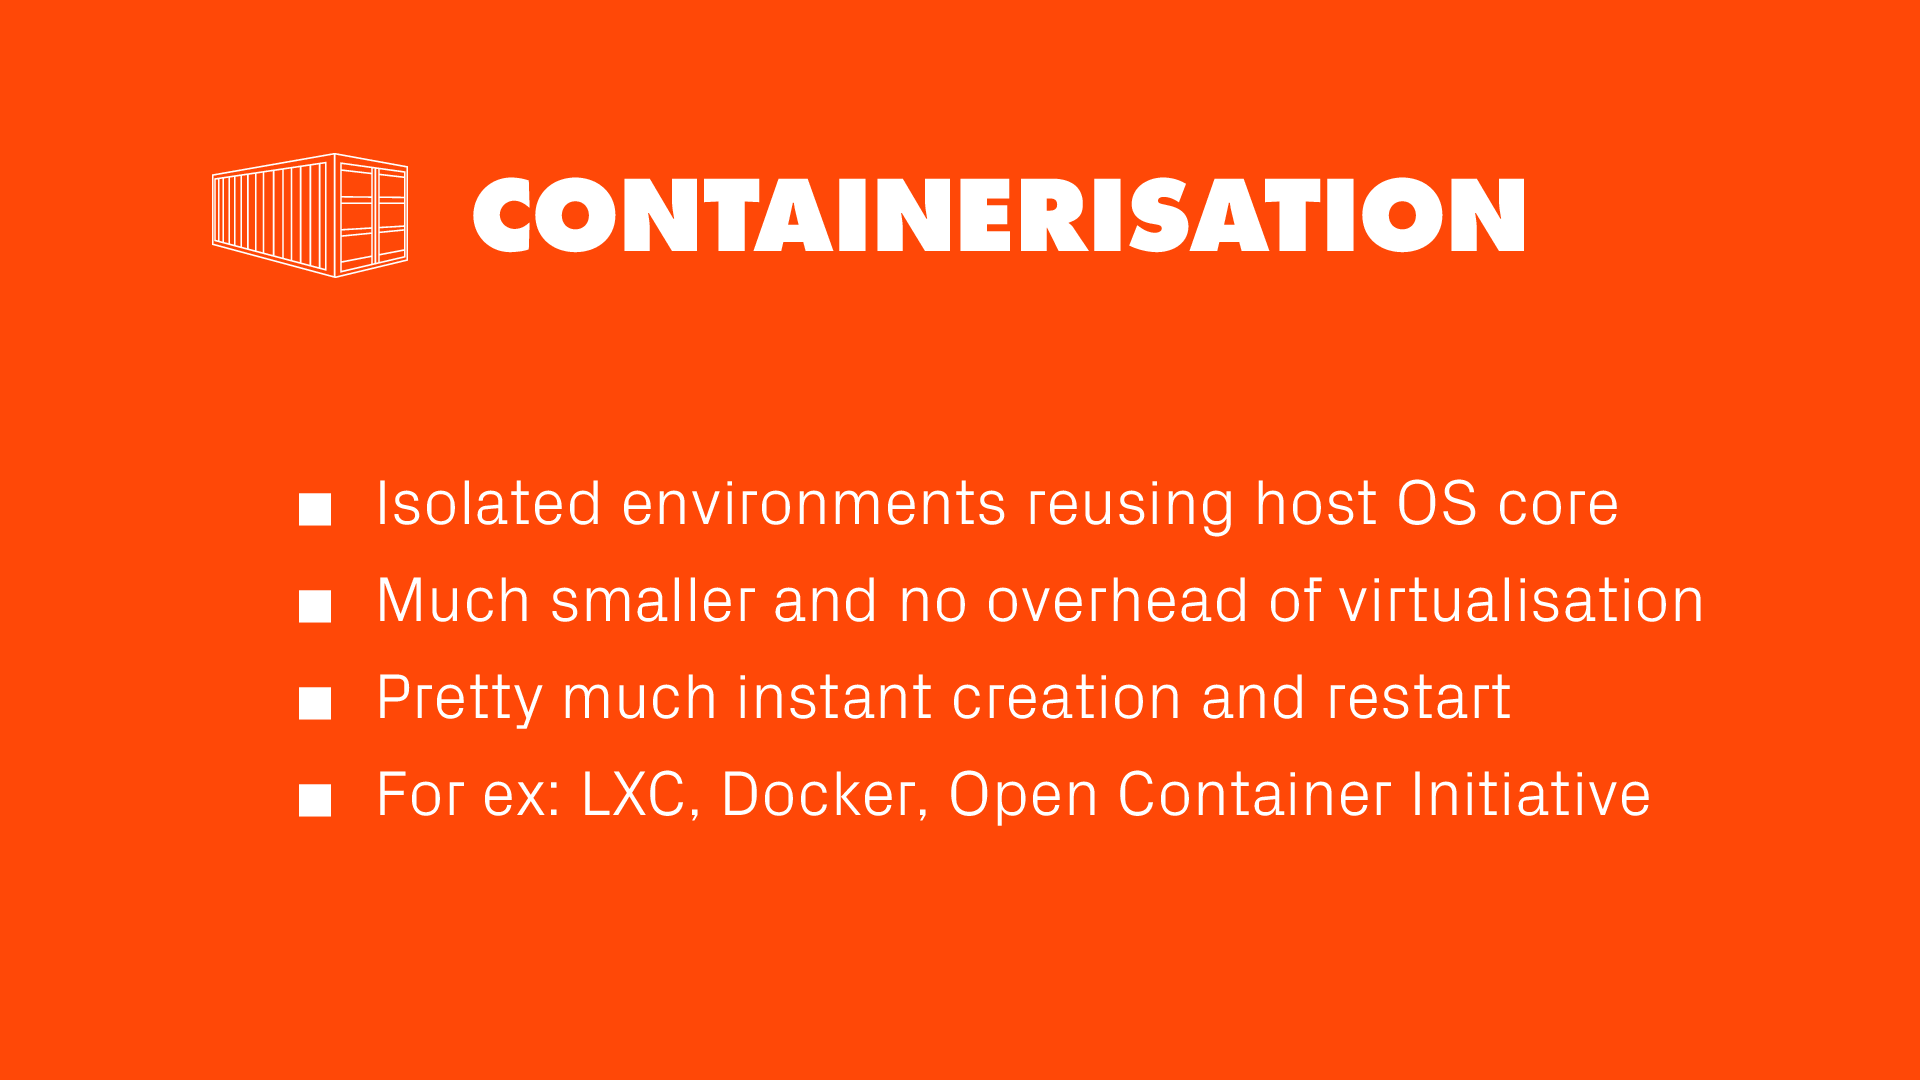 CONTAINERISATION
Isolated environments reusing host OS core
Much smaller and no overhead of virtualisation
Pretty much instant creation and restart
For ex: LXC, Docker, Open Container Initiative